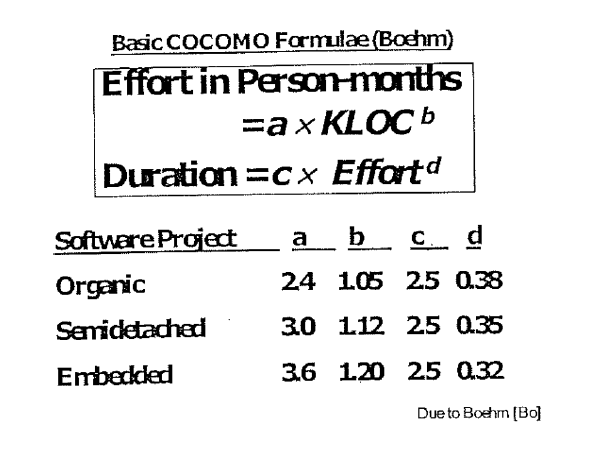 Basic COCOMO Formulae (Boehm)
Effort in Person-months
= a × KLOC b
Duration = c × Effort d
Software Project a b c d
Organic 2.4 1.05 2.5 0.38
Semidetached 3.0 1.12 2.5 0.35
Embedded 3.6 1.20 2.5 0.32
Due to Boehm [Bo]